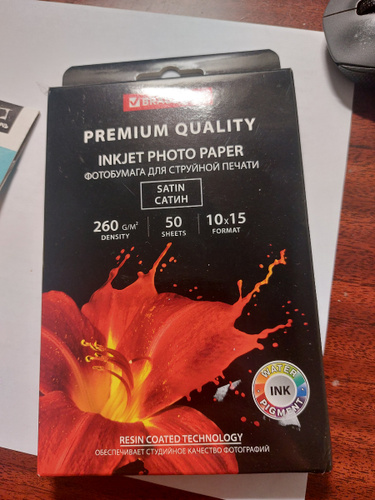 PREMIUM QUALITY
INKJET PHOTO PAPER
ФОТОБУМАГА ДЛЯ СТРУЙНОЙ ПЕЧАТИ
SATIN
САТИН
260 G/M² 50 10x15
DENSITY SHEETS FORMAT
WATER
INK
PIGMENT
RESIN COATED TECHNOLOGY
ОБЕСПЕЧИВАЕТ СТУДИЙНОЕ КАЧЕСТВО ФОТОГРАФИЙ